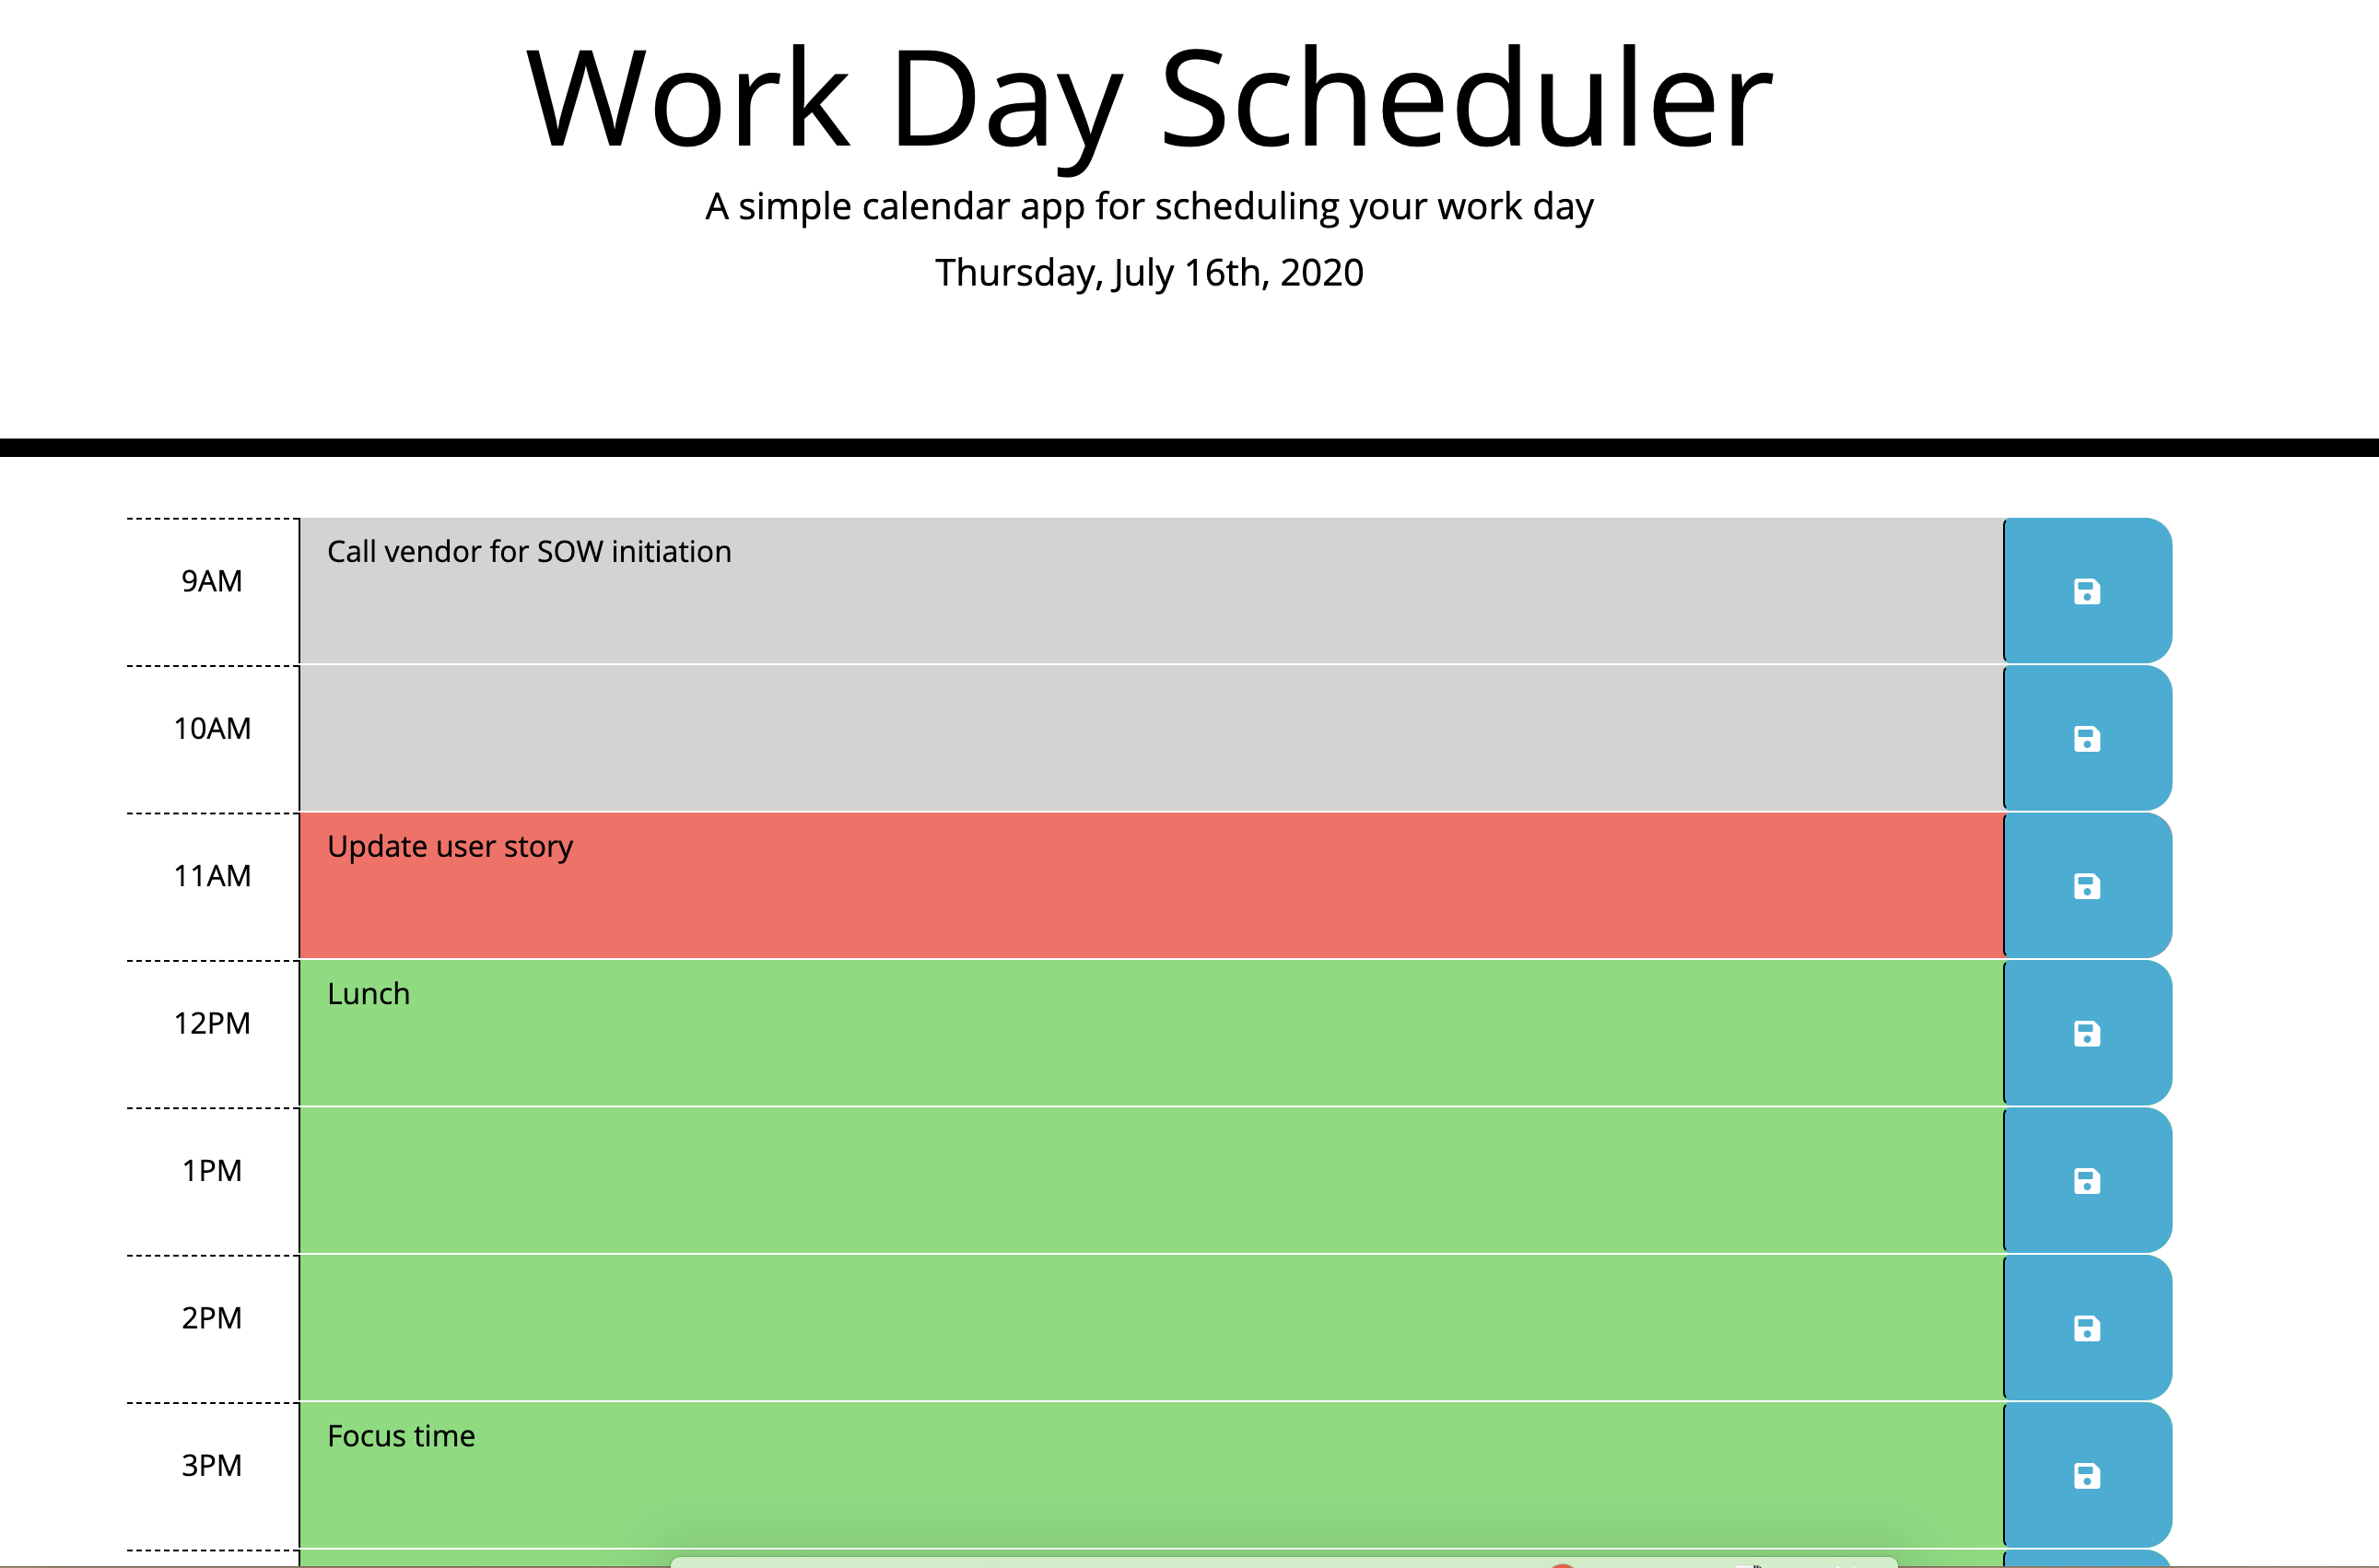 Work Day Scheduler
A simple calendar app for scheduling your work day
Thursday, July 16th, 2020
9AM
Call vendor for SOW initiation
10AM
11AM
Update user story
12PM
Lunch
1PM
2PM
3PM
Focus time